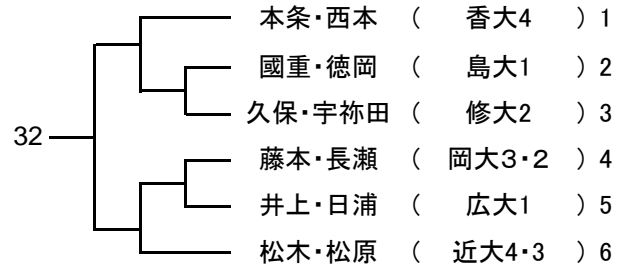 本条・西本 ( 香大4 ) 1
國重・徳岡 ( 島大1 ) 2
久保・宇祢田 ( 修大2 ) 3
32
藤本・長瀬 ( 岡大３・２ ) 4
井上・日浦 ( 広大1 ) 5
松木・松原 ( 近大4・3 ) 6